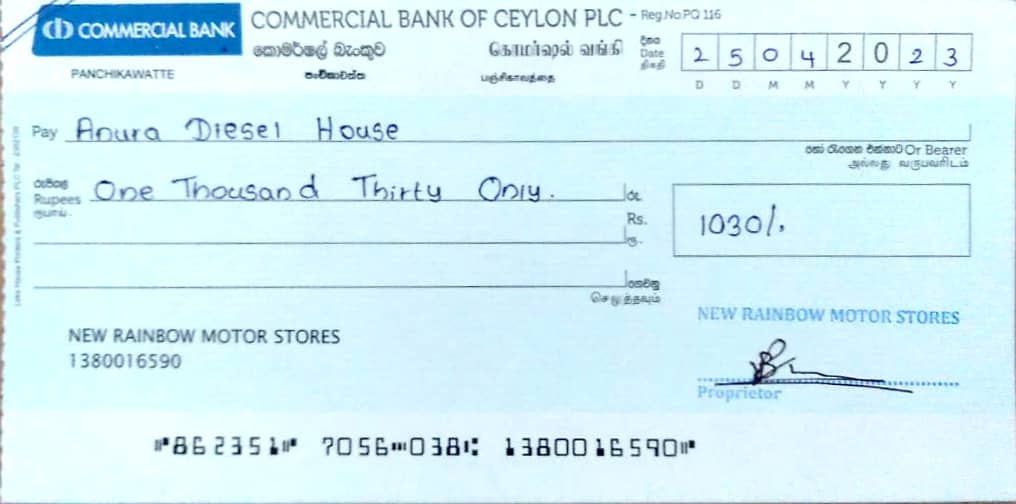 COMMERCIAL BANK
COMMERCIAL BANK OF CEYLON PLC - Reg.No.PQ 116
කොමර්ෂල් බැංකුව கொமர்ஷல் வங்கி
PANCHIKAWATTE පංචිකාවත්ත பஞ்சிகாவத்தை
දිනය
Date 2 5 0 4 2 0 2 3
திகதி D D M M Y Y Y Y
Pay Anura Diesel House
හෝ රැගෙන එන්නාට Or Bearer
அல்லது வருபவரிடம்
රුපියල්
Rupees One Thousand Thirty Only. රු.
ரூபாய் Rs. 1030/.
ரூ.
ගෙවනු
செலுத்தவும்
NEW RAINBOW MOTOR STORES
1380016590
NEW RAINBOW MOTOR STORES
Proprietor
⑈862351⑈ 7056⑉038⑆ 1380016590⑈